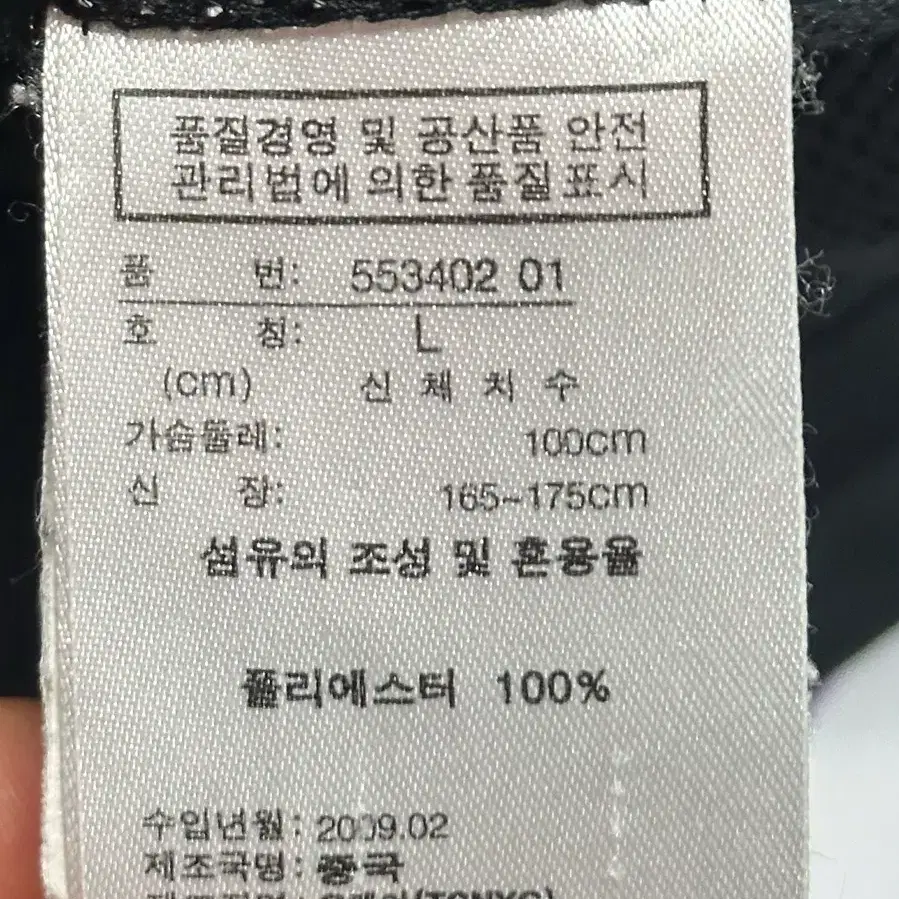 품질경영 및 공산품 안전
관리법에 의한 품질표시
품 번: 553402 01
호 칭: L
(cm) 신 체 치 수
가슴둘레: 100cm
신 장: 165~175cm
섬유의 조성 및 혼용율
폴리에스터 100%
수입년월: 2009.02
제조국명: 중국